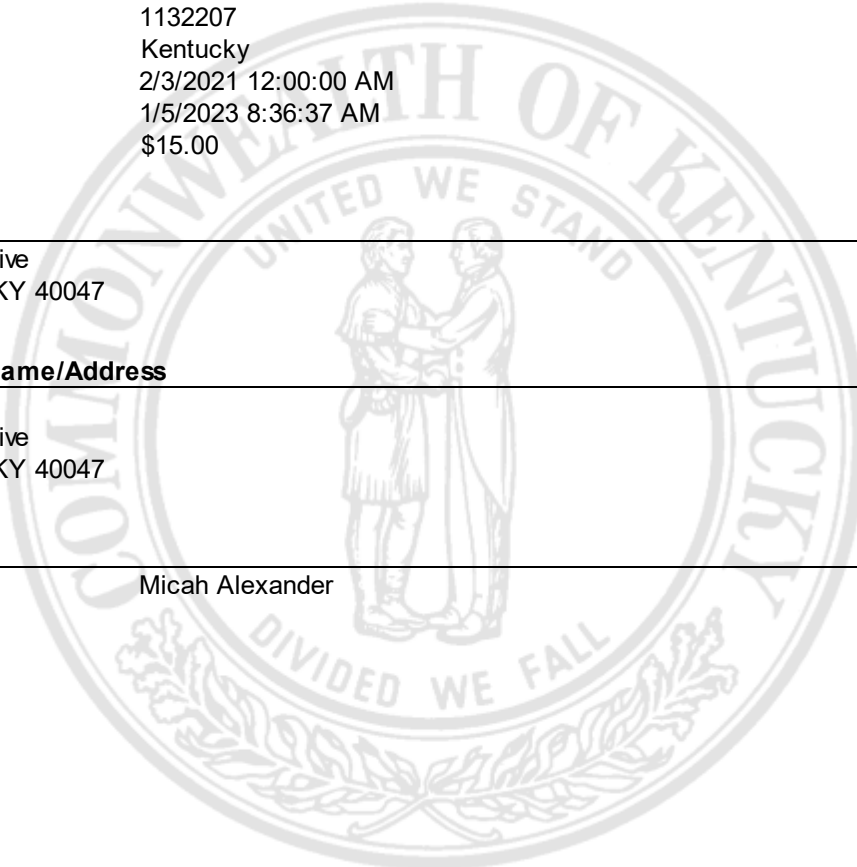 1132207
Kentucky
2/3/2021 12:00:00 AM
1/5/2023 8:36:37 AM
$15.00
ive
KY 40047
ame/Address
ive
KY 40047
Micah Alexander
COMMONWEALTH OF KENTUCKY
UNITED WE STAND
DIVIDED WE FALL